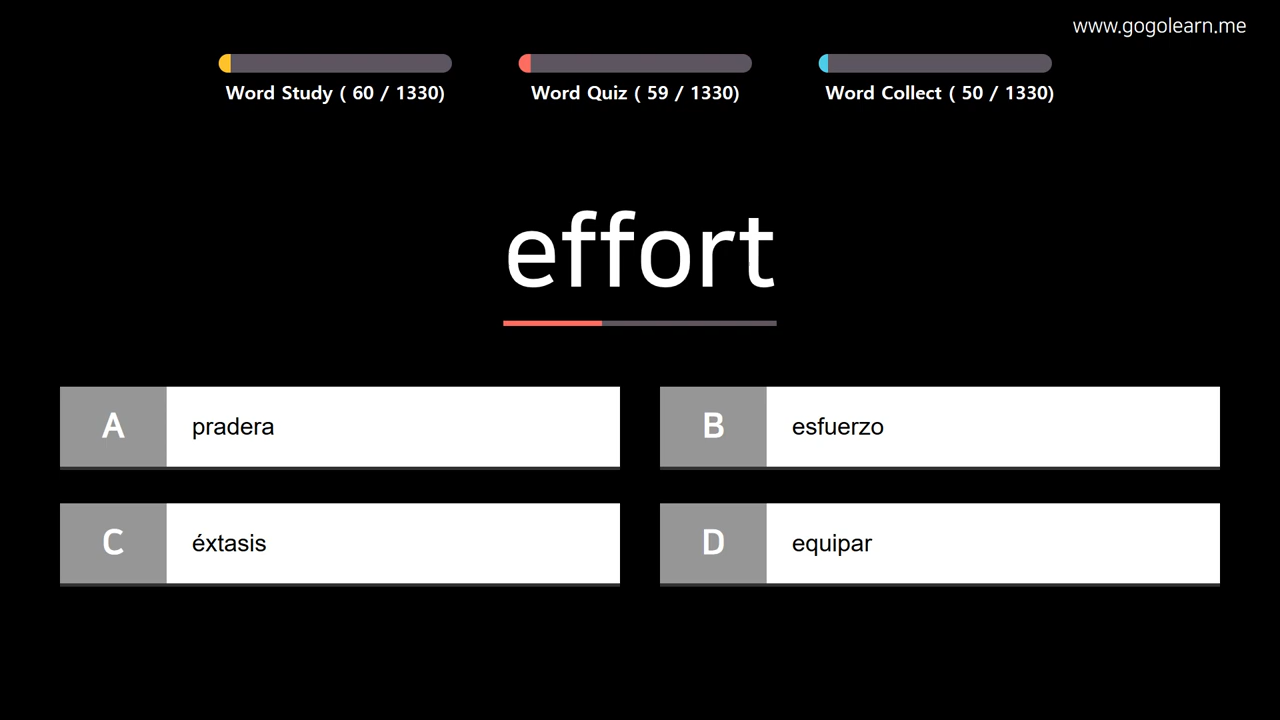 www.gogolearn.me
Word Study ( 60 / 1330)
Word Quiz ( 59 / 1330)
Word Collect ( 50 / 1330)
effort
A pradera
B esfuerzo
C éxtasis
D equipar